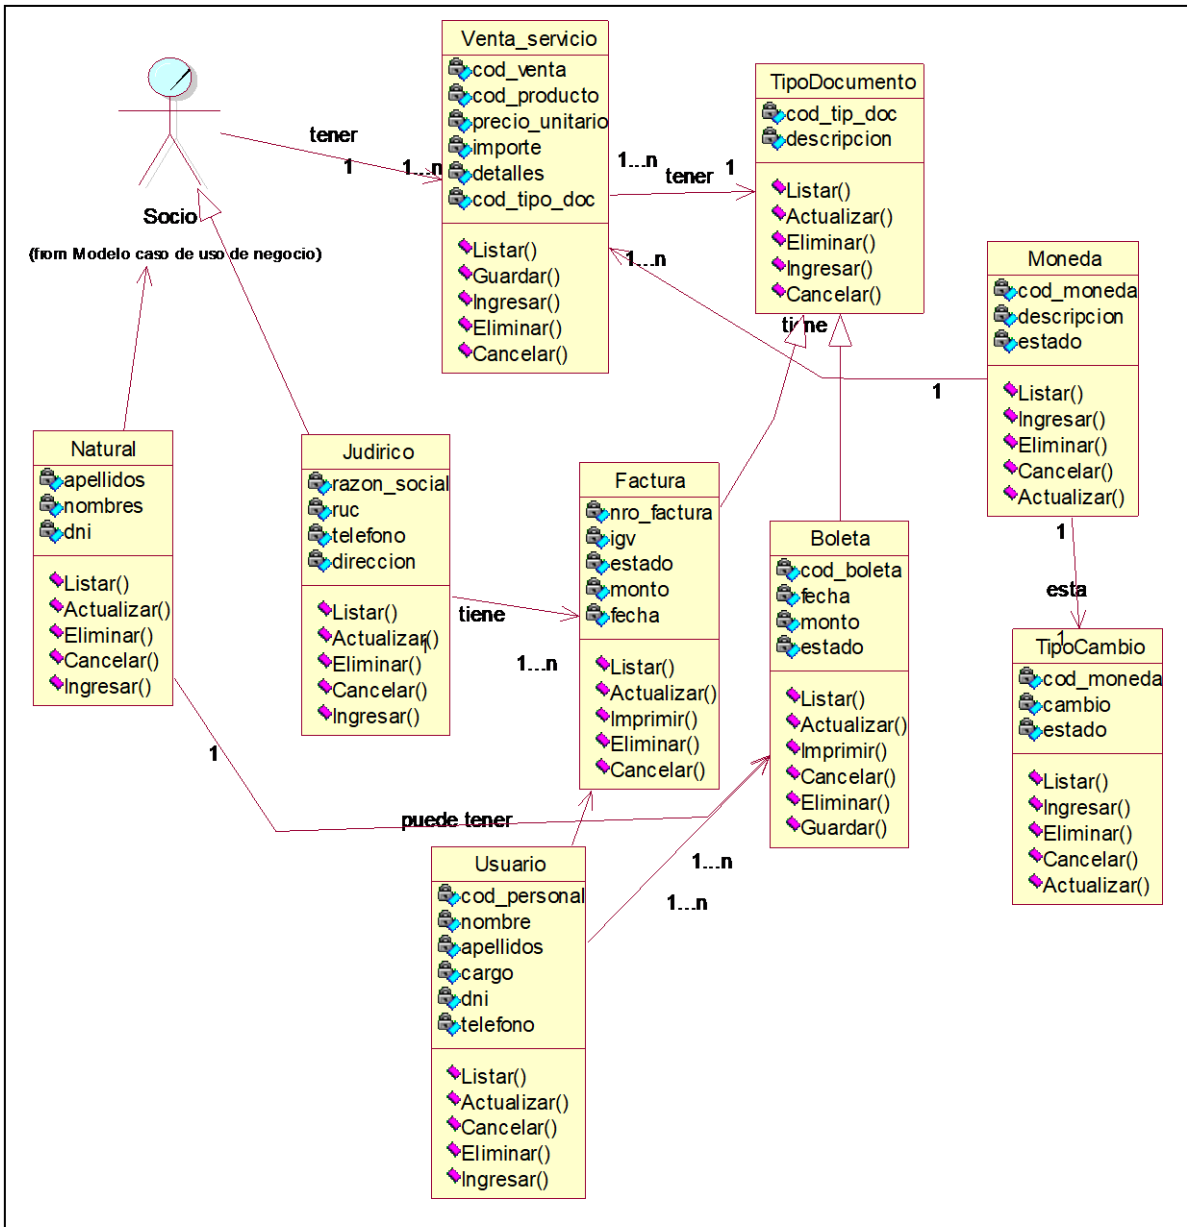 Venta_servicio
cod_venta
cod_producto
precio_unitario
importe
detalles
cod_tipo_doc
Listar()
Guardar()
Ingresar()
Eliminar()
Cancelar()
TipoDocumento
cod_tip_doc
descripcion
Listar()
Actualizar()
Eliminar()
Ingresar()
Cancelar()
tener
1
1...n
1...n
tener
1
Socio
(from Modelo caso de uso de negocio)
1...n
tiene
1
Moneda
cod_moneda
descripcion
estado
Listar()
Ingresar()
Eliminar()
Cancelar()
Actualizar()
Natural
apellidos
nombres
dni
Listar()
Actualizar()
Eliminar()
Cancelar()
Ingresar()
Judirico
razon_social
ruc
telefono
direccion
Listar()
Actualizar()
Eliminar()
Cancelar()
Ingresar()
tiene
1...n
Factura
nro_factura
igv
estado
monto
fecha
Listar()
Actualizar()
Imprimir()
Eliminar()
Cancelar()
Boleta
cod_boleta
fecha
monto
estado
Listar()
Actualizar()
Imprimir()
Cancelar()
Eliminar()
Guardar()
1
esta
1
TipoCambio
cod_moneda
cambio
estado
Listar()
Ingresar()
Eliminar()
Cancelar()
Actualizar()
1
puede tener
1...n
1...n
Usuario
cod_personal
nombre
apellidos
cargo
dni
telefono
Listar()
Actualizar()
Cancelar()
Eliminar()
Ingresar()